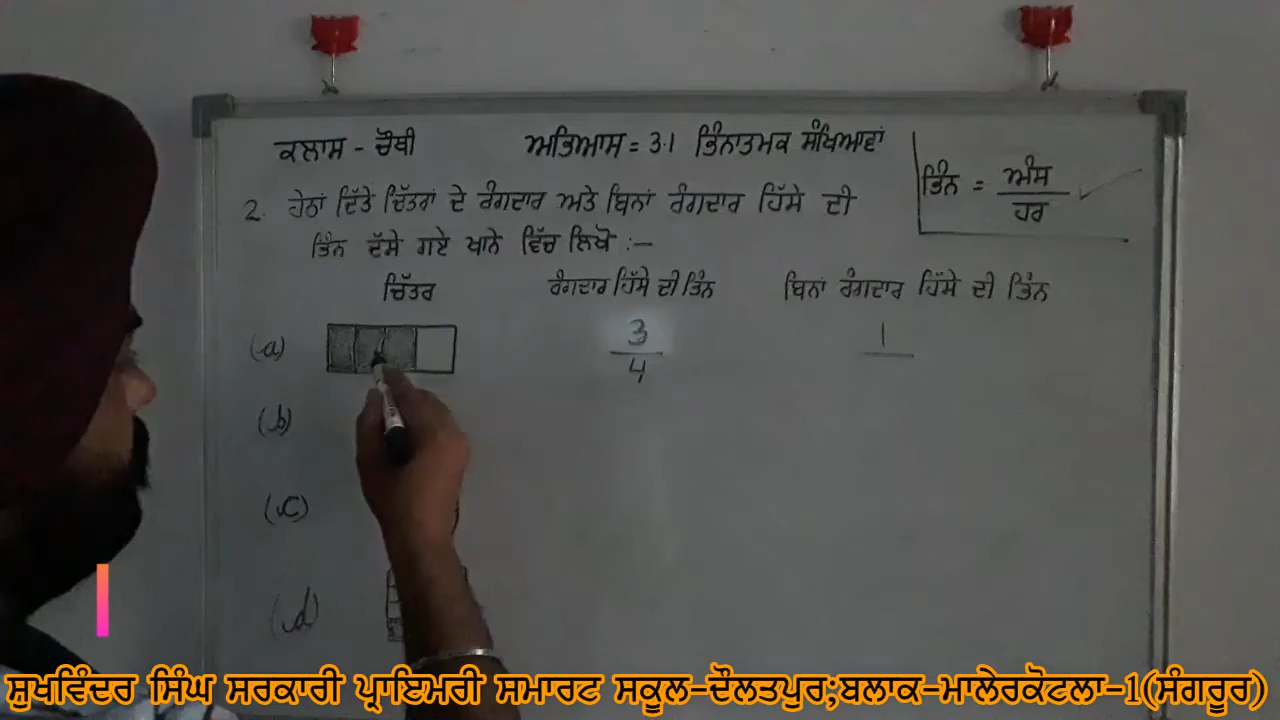 ਕਲਾਸ - ਚੌਥੀ ਅਭਿਆਸ = 3.1 ਭਿੰਨਾਤਮਕ ਸੰਖਿਆਵਾਂ
ਭਿੰਨ = ਅੰਸ਼
ਹਰ
2. ਹੇਠਾਂ ਦਿੱਤੇ ਚਿੱਤਰਾਂ ਦੇ ਰੰਗਦਾਰ ਅਤੇ ਬਿਨਾਂ ਰੰਗਦਾਰ ਹਿੱਸੇ ਦੀ
ਭਿੰਨ ਦੱਸੇ ਗਏ ਖਾਨੇ ਵਿੱਚ ਲਿਖੋ :-
ਚਿੱਤਰ ਰੰਗਦਾਰ ਹਿੱਸੇ ਦੀ ਭਿੰਨ ਬਿਨਾਂ ਰੰਗਦਾਰ ਹਿੱਸੇ ਦੀ ਭਿੰਨ
(a) 3 1
4
(b)
(c)
(d)
ਸੁਖਵਿੰਦਰ ਸਿੰਘ ਸਰਕਾਰੀ ਪ੍ਰਾਇਮਰੀ ਸਮਾਰਟ ਸਕੂਲ-ਦੌਲਤਪੁਰ;ਬਲਾਕ-ਮਾਲੇਰਕੋਟਲਾ-1(ਸੰਗਰੂਰ)